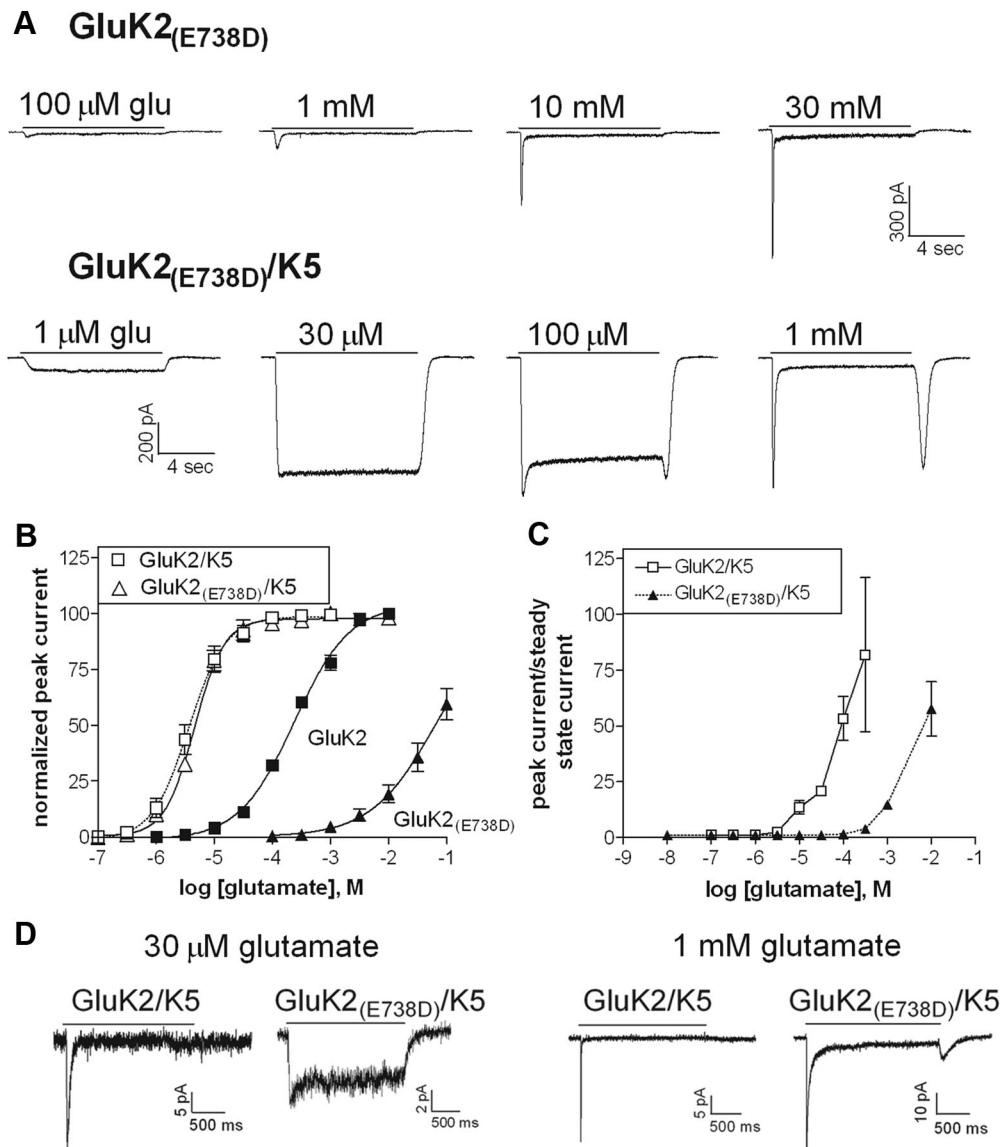 A GluK2(E738D)
100 μM glu
1 mM
10 mM
30 mM
300 pA
4 sec
GluK2(E738D)/K5
1 μM glu
30 μM
100 μM
1 mM
200 pA
4 sec
B
125
100
75
50
25
0
normalized peak current
GluK2/K5
GluK2(E738D)/K5
GluK2
GluK2(E738D)
-7 -6 -5 -4 -3 -2 -1
log [glutamate], M
C
125
100
75
50
25
0
peak current/steady
state current
GluK2/K5
GluK2(E738D)/K5
-9 -8 -7 -6 -5 -4 -3 -2 -1
log [glutamate], M
D
30 μM glutamate
GluK2/K5
5 pA
500 ms
GluK2(E738D)/K5
2 pA
500 ms
1 mM glutamate
GluK2/K5
5 pA
500 ms
GluK2(E738D)/K5
10 pA
500 ms